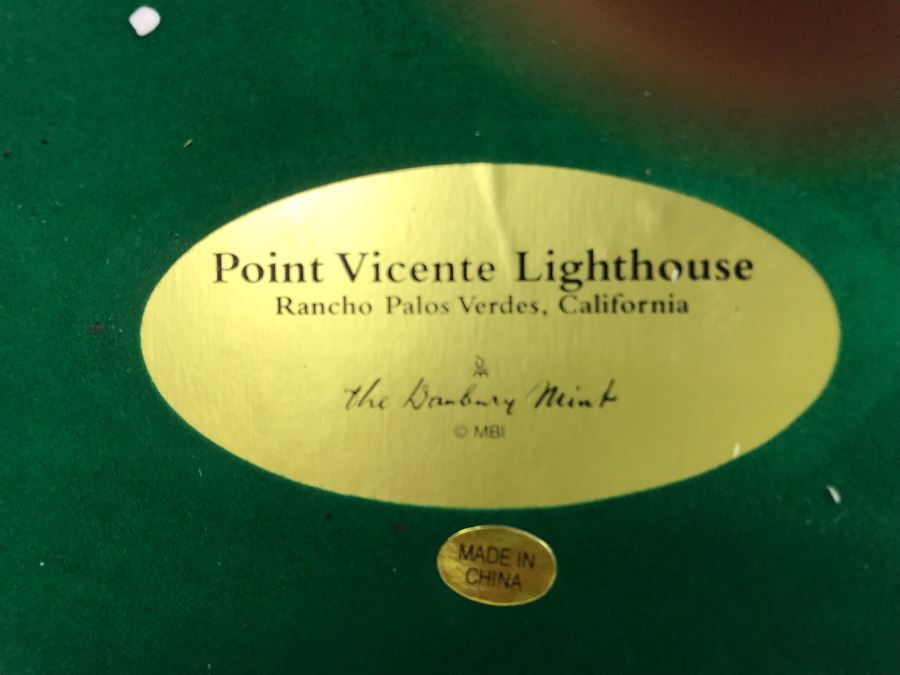 Point Vicente Lighthouse
Rancho Palos Verdes, California
The Danbury Mint
© MBI
MADE IN
CHINA